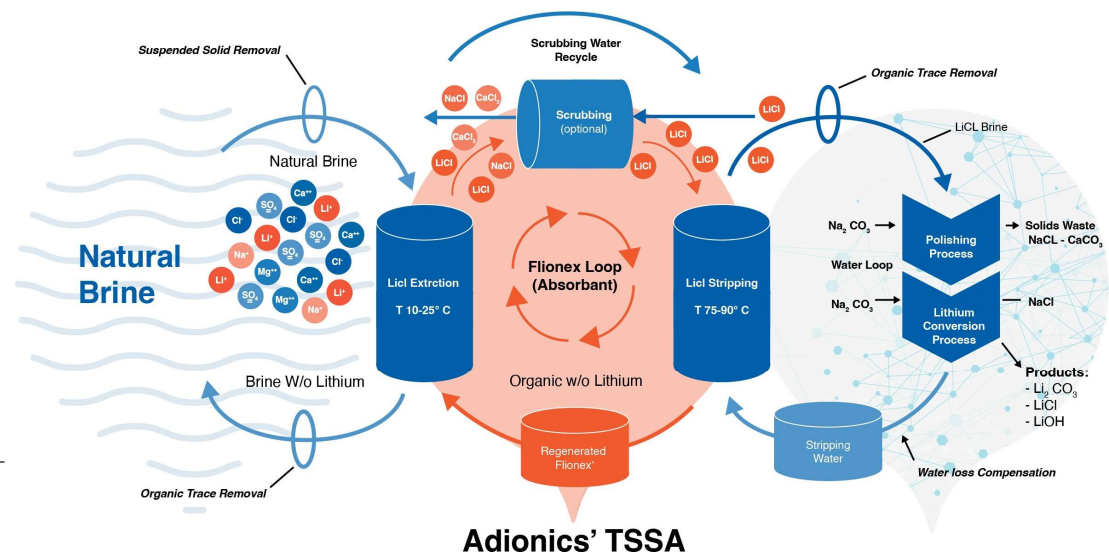 Suspended Solid Removal
Scrubbing Water
Recycle
Organic Trace Removal
NaCl
CaCl2
Scrubbing
(optional)
LiCl
CaCl2
LiCl
NaCl
LiCl
LiCl
LiCl
LiCl
LiCl
LiCL Brine
Natural Brine
Ca++
SO4
Li+
Cl-
Cl-
Ca++
SO4
Li+
Na+
SO4
Cl-
Mg++
Ca++
Li+
SO4
Mg++
Li+
Na+
Natural
Brine
Licl Extrction
T 10-25° C
Flionex Loop
(Absorbant)
Licl Stripping
T 75-90° C
Na2 CO3
Polishing
Process
Solids Waste
NaCL - CaCO3
Water Loop
Na2 CO3
Lithium
Conversion
Process
NaCl
Products:
- Li2 CO3
- LiCl
- LiOH
Brine W/o Lithium
Organic w/o Lithium
Regenerated
Flionex*
Stripping
Water
Water loss Compensation
Organic Trace Removal
Adionics’ TSSA